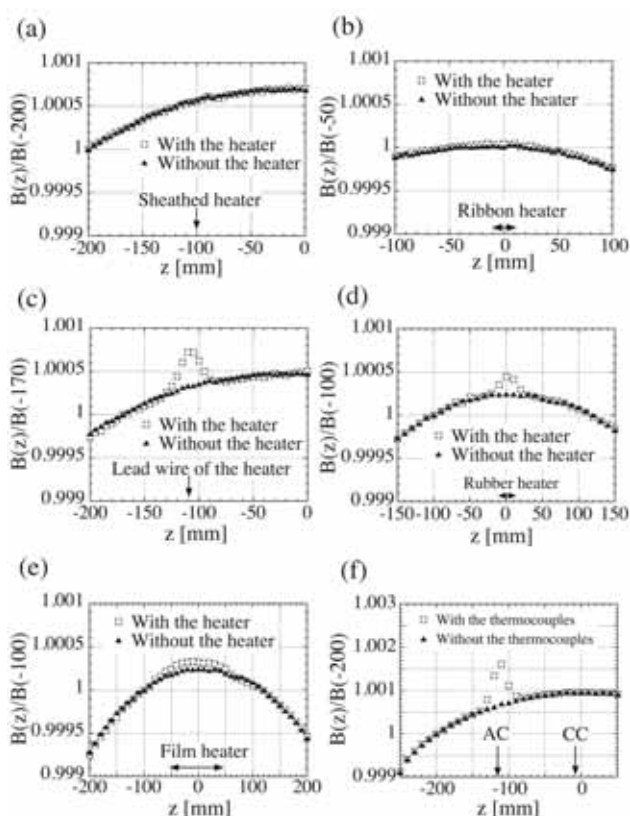 (a)
1.001
1.0005
1
0.9995
0.999
B(z)/B(-200)
□ With the heater
▲ Without the heater
Sheathed heater
-200 -150 -100 -50 0
z [mm]
(b)
1.001
1.0005
1
0.9995
0.999
B(z)/B(-50)
□ With the heater
▲ Without the heater
Ribbon heater
-100 -50 0 50 100
z [mm]
(c)
1.001
1.0005
1
0.9995
0.999
B(z)/B(-170)
□ With the heater
▲ Without the heater
Lead wire of the heater
-200 -150 -100 -50 0
z [mm]
(d)
1.001
1.0005
1
0.9995
0.999
B(z)/B(-100)
□ With the heater
▲ Without the heater
Rubber heater
-150 -100 -50 0 50 100 150
z [mm]
(e)
1.001
1.0005
1
0.9995
0.999
B(z)/B(-100)
□ With the heater
▲ Without the heater
Film heater
-200 -100 0 100 200
z [mm]
(f)
1.003
1.002
1.001
1
0.999
B(z)/B(-200)
□ With the thermocouples
▲ Without the thermocouples
AC CC
-200 -100 0
z [mm]